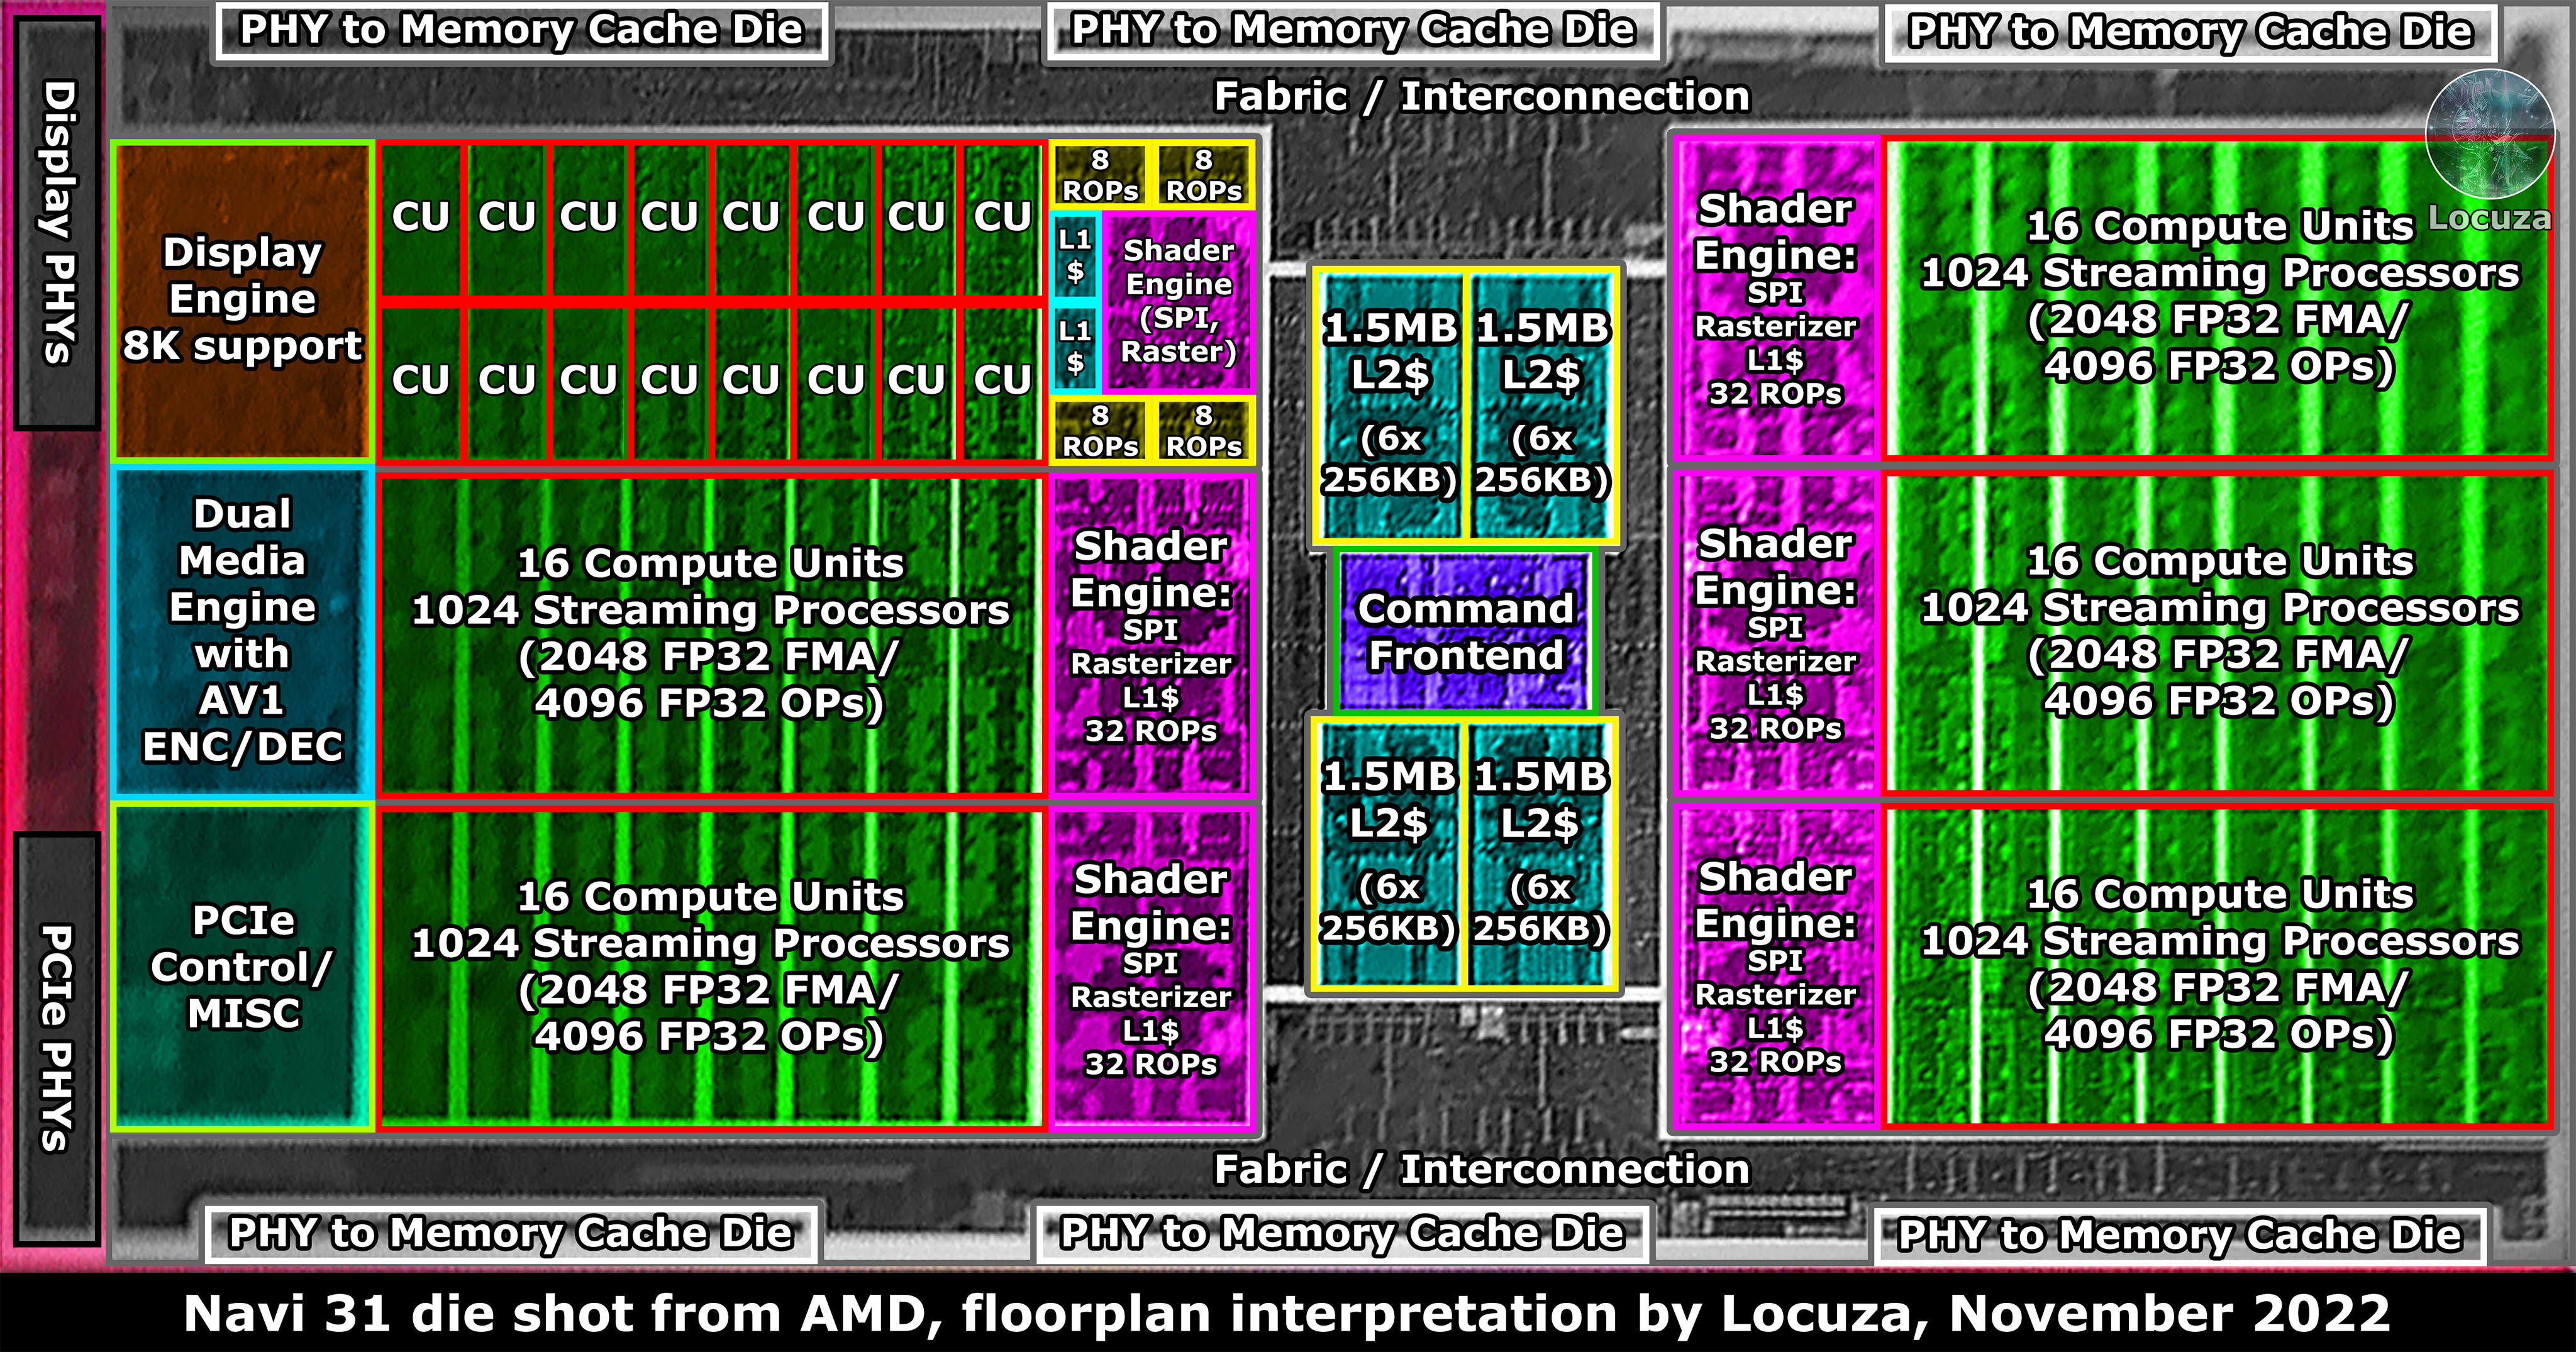 PHY to Memory Cache Die
PHY to Memory Cache Die
PHY to Memory Cache Die
Fabric / Interconnection
Display PHYs
Display
Engine
8K support
CU CU CU CU CU CU CU CU
CU CU CU CU CU CU CU CU
8
ROPs
8
ROPs
L1
$
L1
$
Shader
Engine
(SPI,
Raster)
8
ROPs
8
ROPs
1.5MB
L2$
(6x
256KB)
1.5MB
L2$
(6x
256KB)
Shader
Engine:
SPI
Rasterizer
L1$
32 ROPs
16 Compute Units
1024 Streaming Processors
(2048 FP32 FMA/
4096 FP32 OPs)
Locuza
Dual
Media
Engine
with
AV1
ENC/DEC
16 Compute Units
1024 Streaming Processors
(2048 FP32 FMA/
4096 FP32 OPs)
Shader
Engine:
SPI
Rasterizer
L1$
32 ROPs
Command
Frontend
Shader
Engine:
SPI
Rasterizer
L1$
32 ROPs
16 Compute Units
1024 Streaming Processors
(2048 FP32 FMA/
4096 FP32 OPs)
PCIe PHYs
PCIe
Control/
MISC
16 Compute Units
1024 Streaming Processors
(2048 FP32 FMA/
4096 FP32 OPs)
Shader
Engine:
SPI
Rasterizer
L1$
32 ROPs
1.5MB
L2$
(6x
256KB)
1.5MB
L2$
(6x
256KB)
Shader
Engine:
SPI
Rasterizer
L1$
32 ROPs
16 Compute Units
1024 Streaming Processors
(2048 FP32 FMA/
4096 FP32 OPs)
Fabric / Interconnection
PHY to Memory Cache Die
PHY to Memory Cache Die
PHY to Memory Cache Die
Navi 31 die shot from AMD, floorplan interpretation by Locuza, November 2022